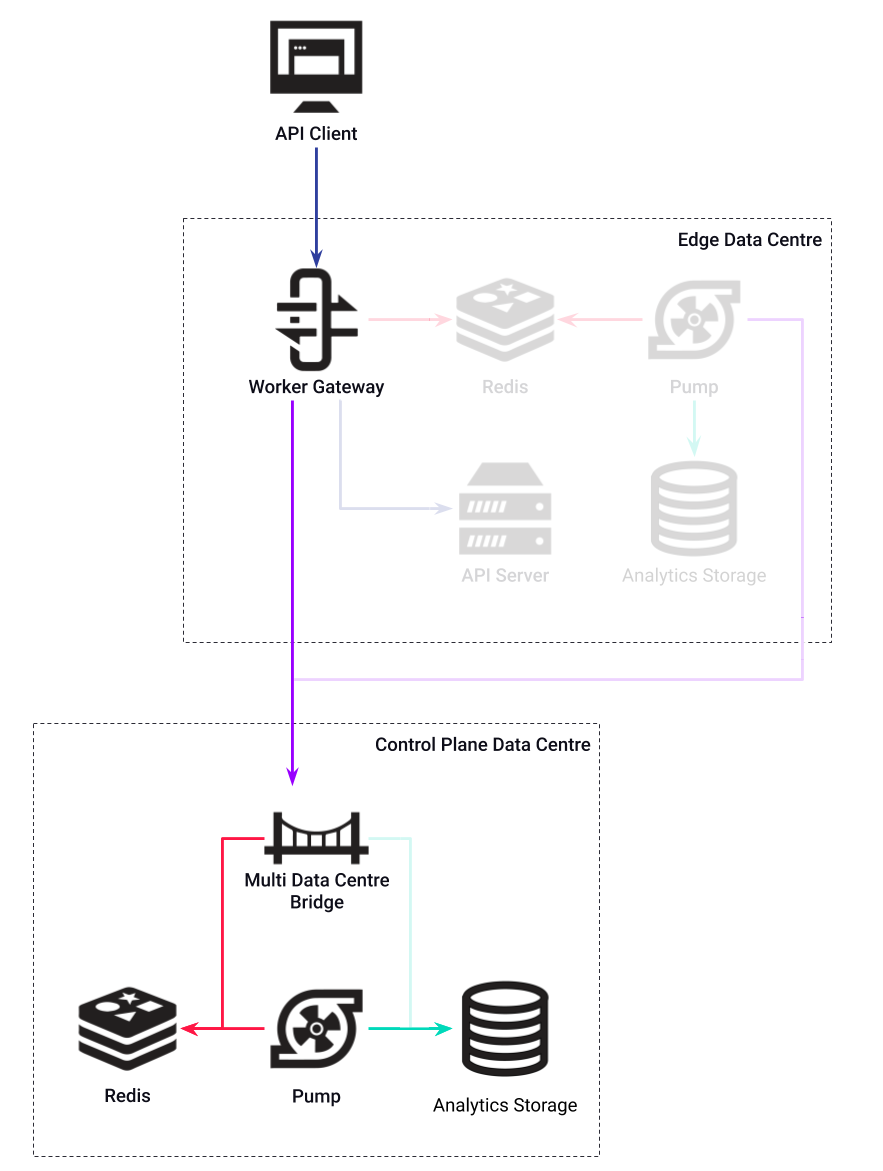 API Client
Edge Data Centre
Worker Gateway
Redis
Pump
API Server
Analytics Storage
Control Plane Data Centre
Multi Data Centre
Bridge
Redis
Pump
Analytics Storage